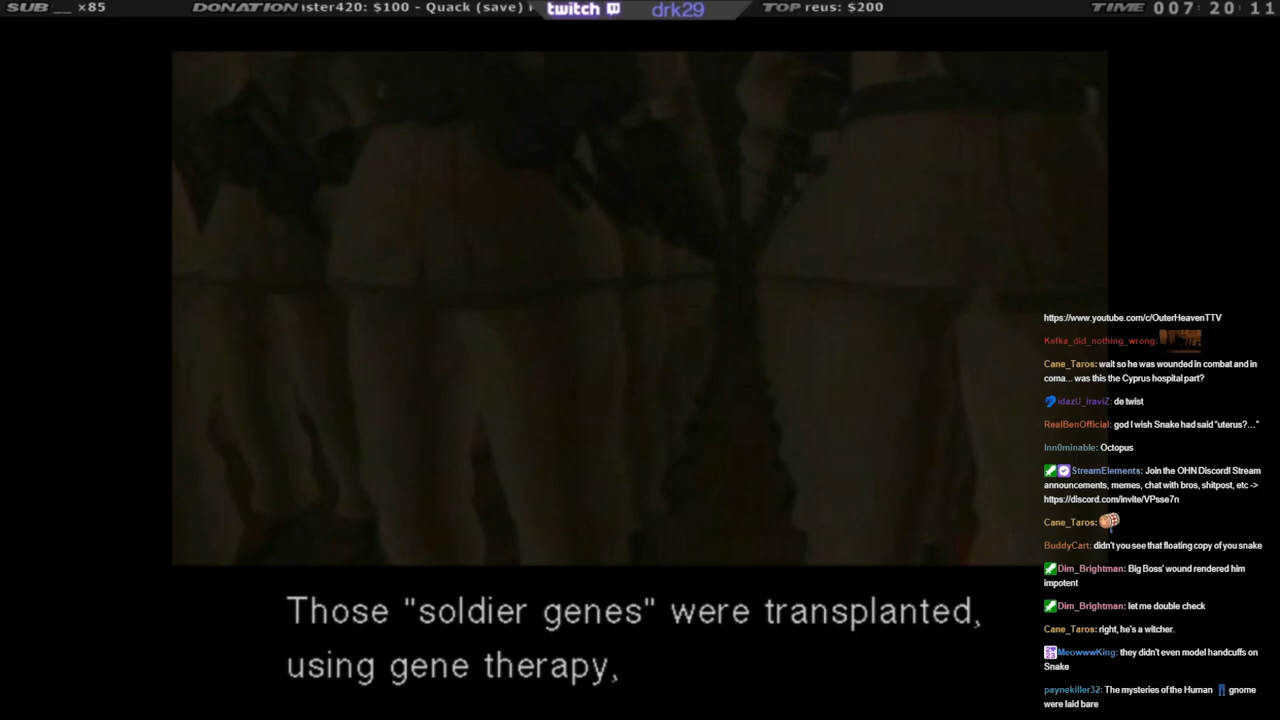 SUB __ ×85
DONATION ıster420: $100 - Quack (save)
twitch
drk29
TOP reus: $200
TIME 007:20:11
https://www.youtube.com/c/OuterHeavenTTV
Kefka_did_nothing_wrong:
Cane_Taros: wait so he was wounded in combat and in
coma... was this the Cyprus hospital part?
idazU_iraviZ: de twist
RealBenOfficial: god I wish Snake had said "uterus?..."
Inn0minable: Octopus
StreamElements: Join the OHN Discord! Stream
announcements, memes, chat with bros, shitpost, etc ->
https://discord.com/invite/VPsse7n
Cane_Taros:
BuddyCart: didn't you see that floating copy of you snake
Dim_Brightman: Big Boss' wound rendered him
impotent
Dim_Brightman: let me double check
Cane_Taros: right, he's a witcher.
MeowwwKing: they didn't even model handcuffs on
Snake
paynekiller32: The mysteries of the Human gnome
were laid bare
Those "soldier genes" were transplanted,
using gene therapy,